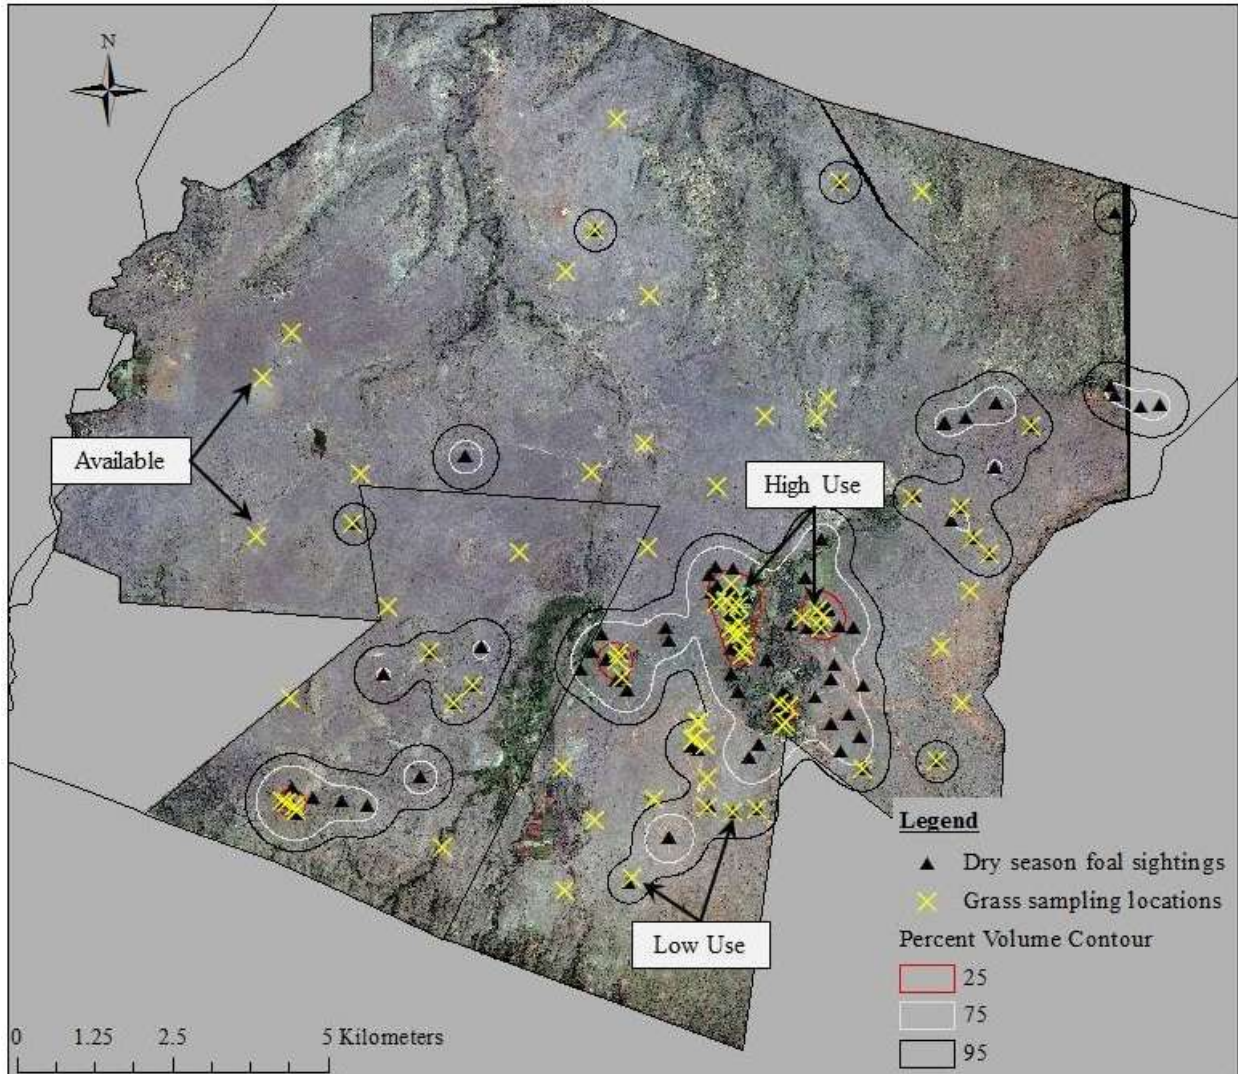 N
Available
High Use
Low Use
Legend
Dry season foal sightings
Grass sampling locations
Percent Volume Contour
25
75
95
0 1.25 2.5 5 Kilometers